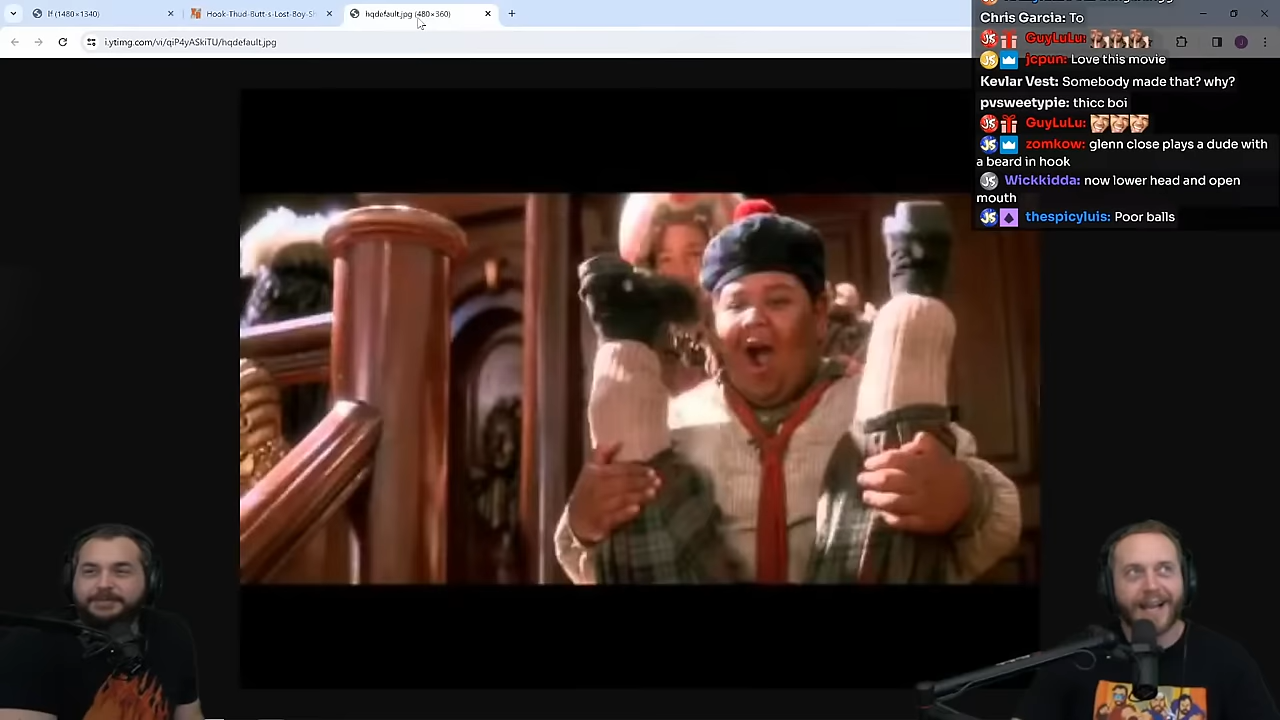 If (1480×1340)
Hook-Thud-Butt-s-Lost-Boy-S
hqdefault.jpg (480×360)
i.ytimg.com/vi/qiP4yASkiTU/hqdefault.jpg
Chris Garcia: To
GuyLuLu:
jcpun: Love this movie
Kevlar Vest: Somebody made that? why?
pvsweetypie: thicc boi
GuyLuLu:
zomkow: glenn close plays a dude with
a beard in hook
Wickkidda: now lower head and open
mouth
thespicyluis: Poor balls